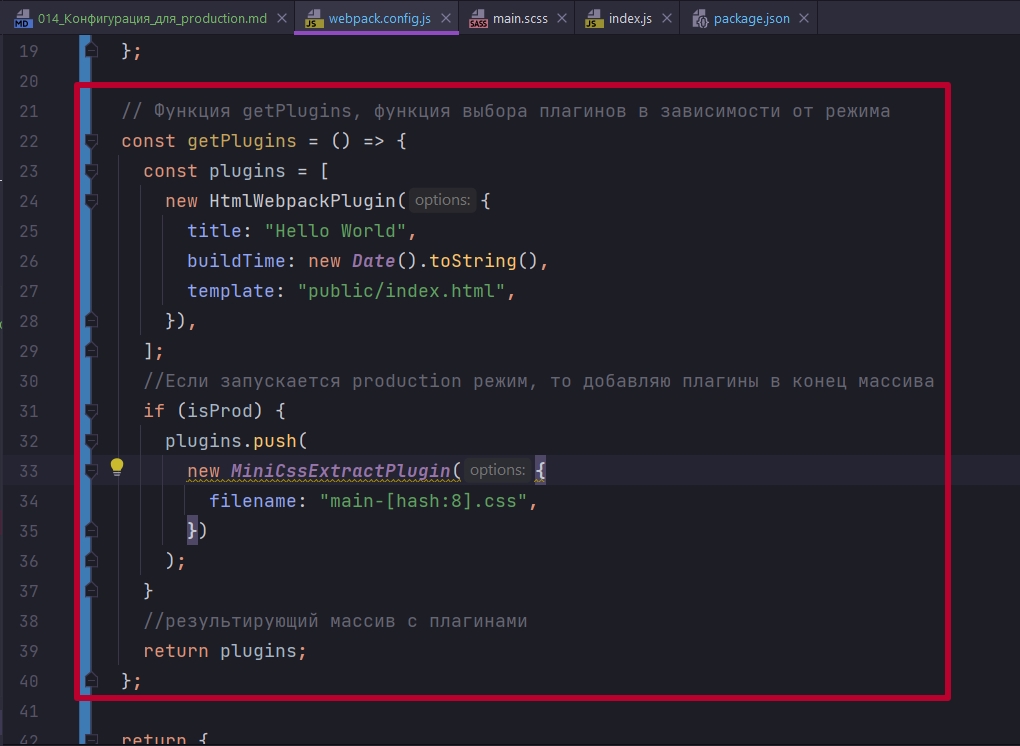 MD 014_Конфигурация_для_production.md JS webpack.config.js SASS main.scss JS index.js package.json
19 };
20
21 // Функция getPlugins, функция выбора плагинов в зависимости от режима
22 const getPlugins = () => {
23 const plugins = [
24 new HtmlWebpackPlugin( options: {
25 title: "Hello World",
26 buildTime: new Date().toString(),
27 template: "public/index.html",
28 }),
29 ];
30 //Если запускается production режим, то добавляю плагины в конец массива
31 if (isProd) {
32 plugins.push(
33 new MiniCssExtractPlugin( options: {
34 filename: "main-[hash:8].css",
35 })
36 );
37 }
38 //результирующий массив с плагинами
39 return plugins;
40 };
41
42 return {